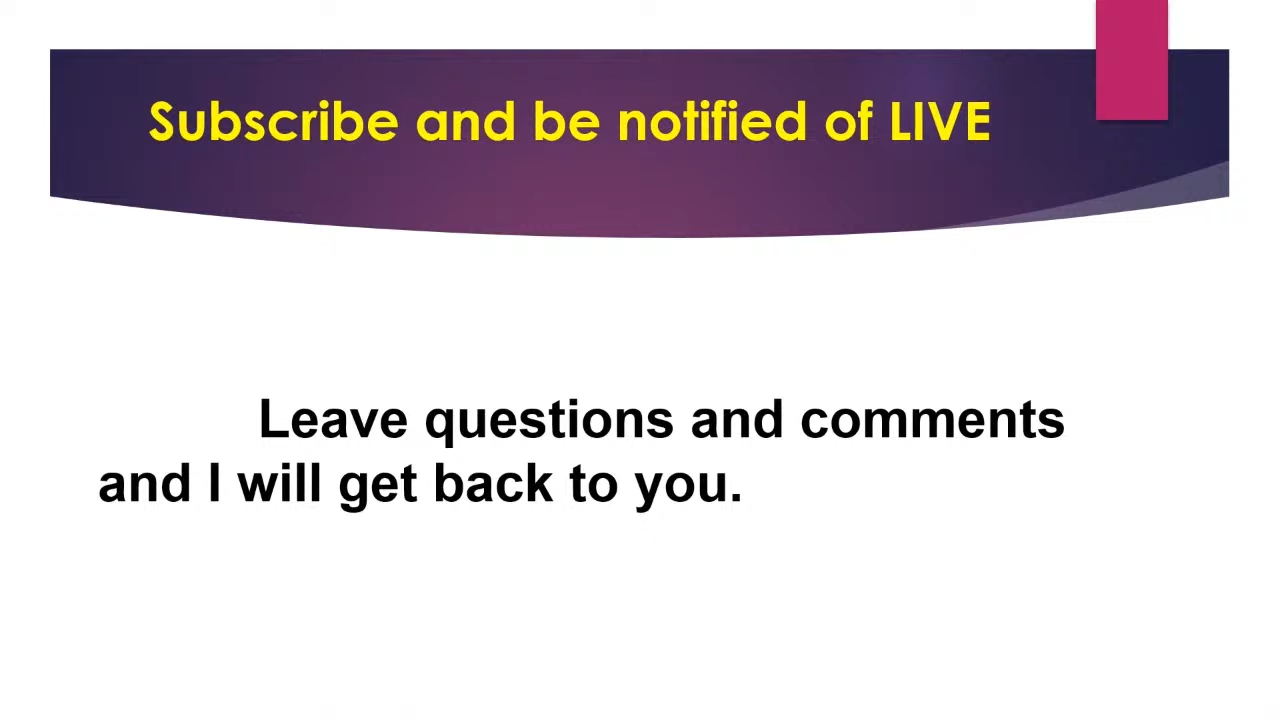 Subscribe and be notified of LIVE
Leave questions and comments
and I will get back to you.